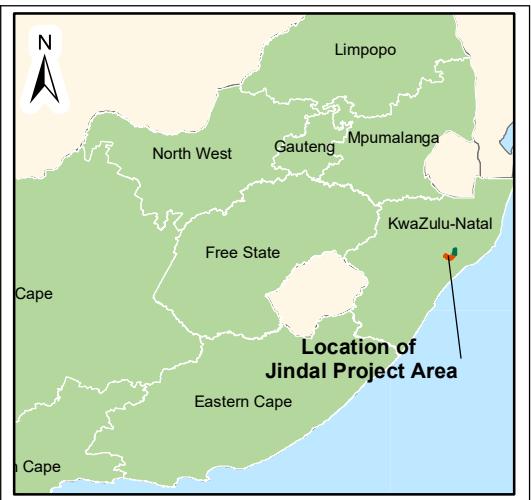 N
Limpopo
North West
Gauteng
Mpumalanga
KwaZulu-Natal
Free State
Cape
Location of
Jindal Project Area
Eastern Cape
Cape